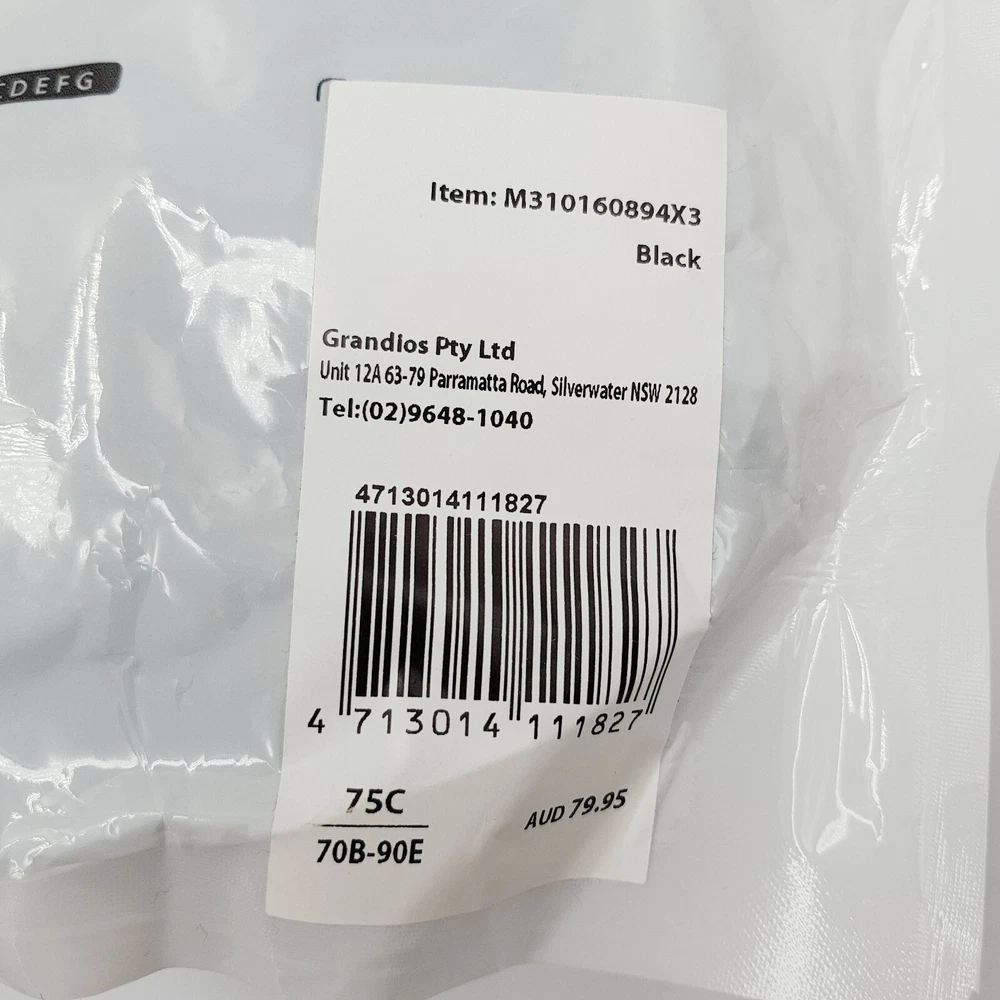 CDEFG
Item: M310160894X3
Black
Grandios Pty Ltd
Unit 12A 63-79 Parramatta Road, Silverwater NSW 2128
Tel:(02)9648-1040
4713014111827
4 713014 111827
75C
70B-90E
AUD 79.95